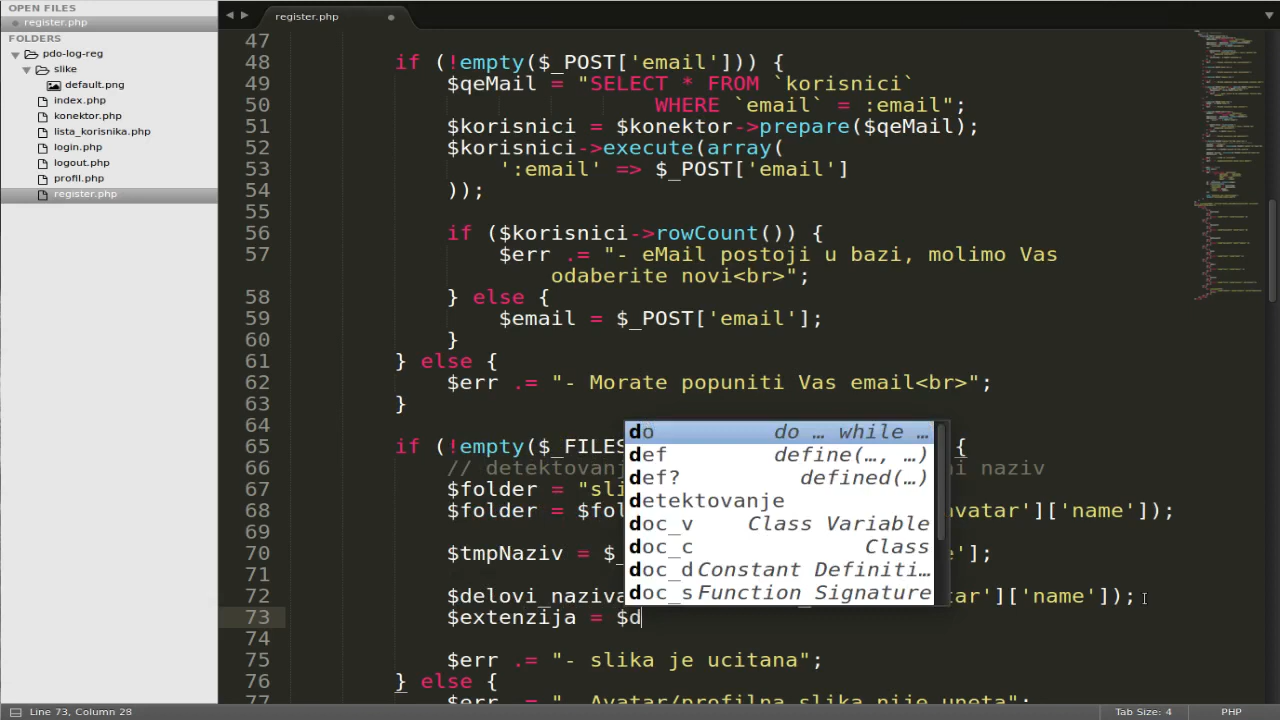 OPEN FILES
register.php
FOLDERS
pdo-log-reg
slike
default.png
index.php
konektor.php
lista_korisnika.php
login.php
logout.php
profil.php
register.php
register.php
47
48 if (!empty($_POST['email'])) {
49 $qeMail = "SELECT * FROM `korisnici`
50 WHERE `email` = :email";
51 $korisnici = $konektor->prepare($qeMail);
52 $korisnici->execute(array(
53 ':email' => $_POST['email']
54 ));
55
56 if ($korisnici->rowCount()) {
57 $err .= "- eMail postoji u bazi, molimo Vas
odaberite novi<br>";
58 } else {
59 $email = $_POST['email'];
60 }
61 } else {
62 $err .= "- Morate popuniti Vas email<br>";
63 }
64
65 if (!empty($_FILES {
66 // detektovanj naziv
67 $folder = "sli
68 $folder = $fol avatar']['name']);
69
70 $tmpNaziv = $_ '];
71
72 $delovi_naziva ['name']);
73 $extenzija = $d
74
75 $err .= "- slika je ucitana";
76 } else {
77 $err .= "- Avatar/profilna slika nije uneta";
do do … while …
def define(…, …)
def? defined(…)
detektovanje
doc_v Class Variable
doc_c Class
doc_d Constant Definiti…
doc_s Function Signature
Line 73, Column 28
Tab Size: 4
PHP